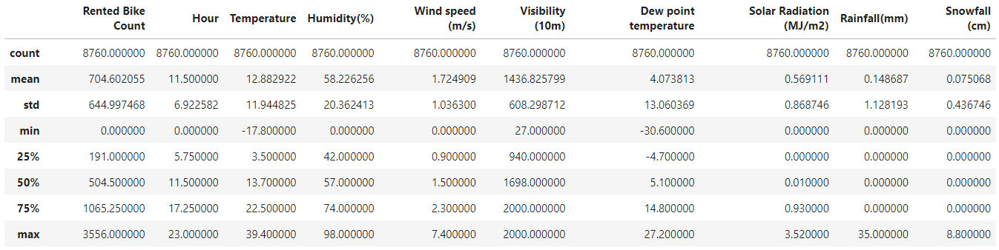 Rented Bike Count Hour Temperature Humidity(%) Wind speed (m/s) Visibility (10m) Dew point temperature Solar Radiation (MJ/m2) Rainfall(mm) Snowfall (cm)
count 8760.000000 8760.000000 8760.000000 8760.000000 8760.000000 8760.000000 8760.000000 8760.000000 8760.000000 8760.000000
mean 704.602055 11.500000 12.882922 58.226256 1.724909 1436.825799 4.073813 0.569111 0.148687 0.075068
std 644.997468 6.922582 11.944825 20.362413 1.036300 608.298712 13.060369 0.868746 1.128193 0.436746
min 0.000000 0.000000 -17.800000 0.000000 0.000000 27.000000 -30.600000 0.000000 0.000000 0.000000
25% 191.000000 5.750000 3.500000 42.000000 0.900000 940.000000 -4.700000 0.000000 0.000000 0.000000
50% 504.500000 11.500000 13.700000 57.000000 1.500000 1698.000000 5.100000 0.010000 0.000000 0.000000
75% 1065.250000 17.250000 22.500000 74.000000 2.300000 2000.000000 14.800000 0.930000 0.000000 0.000000
max 3556.000000 23.000000 39.400000 98.000000 7.400000 2000.000000 27.200000 3.520000 35.000000 8.800000